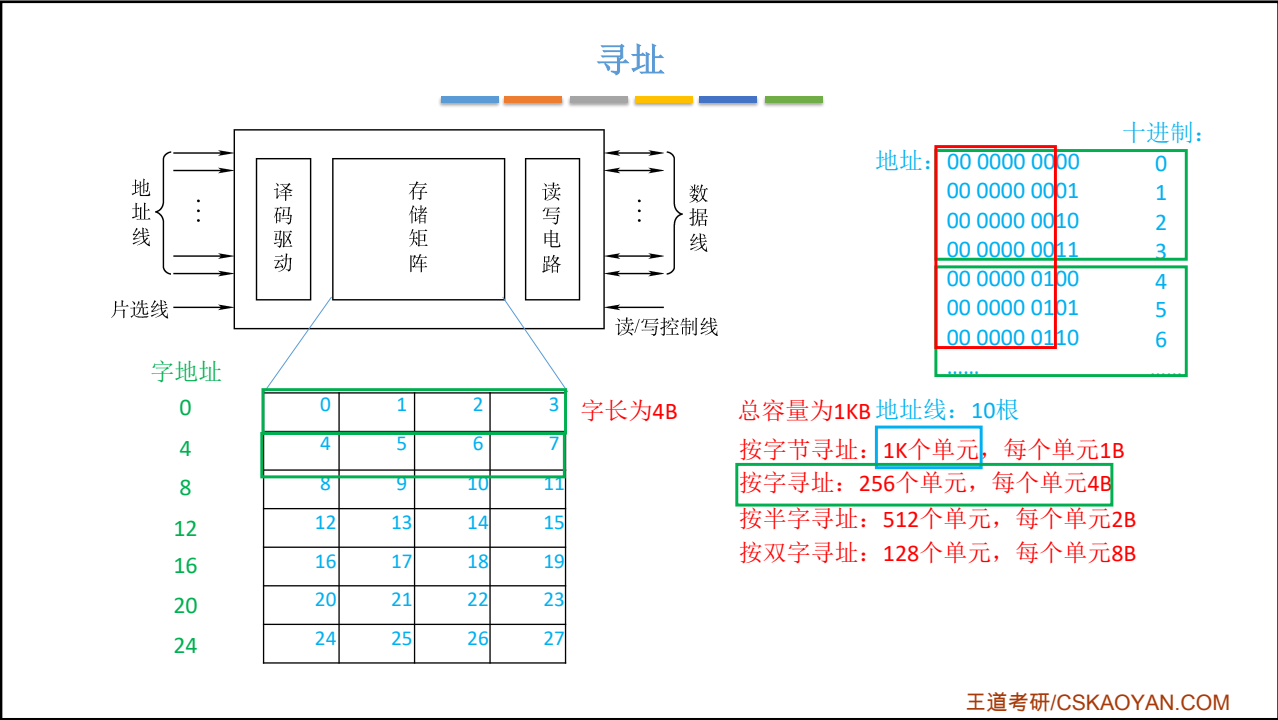 寻址
十进制：
地址：
00 0000 0000 0
00 0000 0001 1
00 0000 0010 2
00 0000 0011 3
00 0000 0100 4
00 0000 0101 5
00 0000 0110 6
…… ……
地址线
译码驱动
存储矩阵
读写电路
数据线
⋮
⋮
片选线
读/写控制线
字地址
0 0 1 2 3
4 4 5 6 7
8 8 9 10 11
12 12 13 14 15
16 16 17 18 19
20 20 21 22 23
24 24 25 26 27
字长为4B
总容量为1KB 地址线：10根
按字节寻址：1K个单元，每个单元1B
按字寻址：256个单元，每个单元4B
按半字寻址：512个单元，每个单元2B
按双字寻址：128个单元，每个单元8B
王道考研/CSKAOYAN.COM